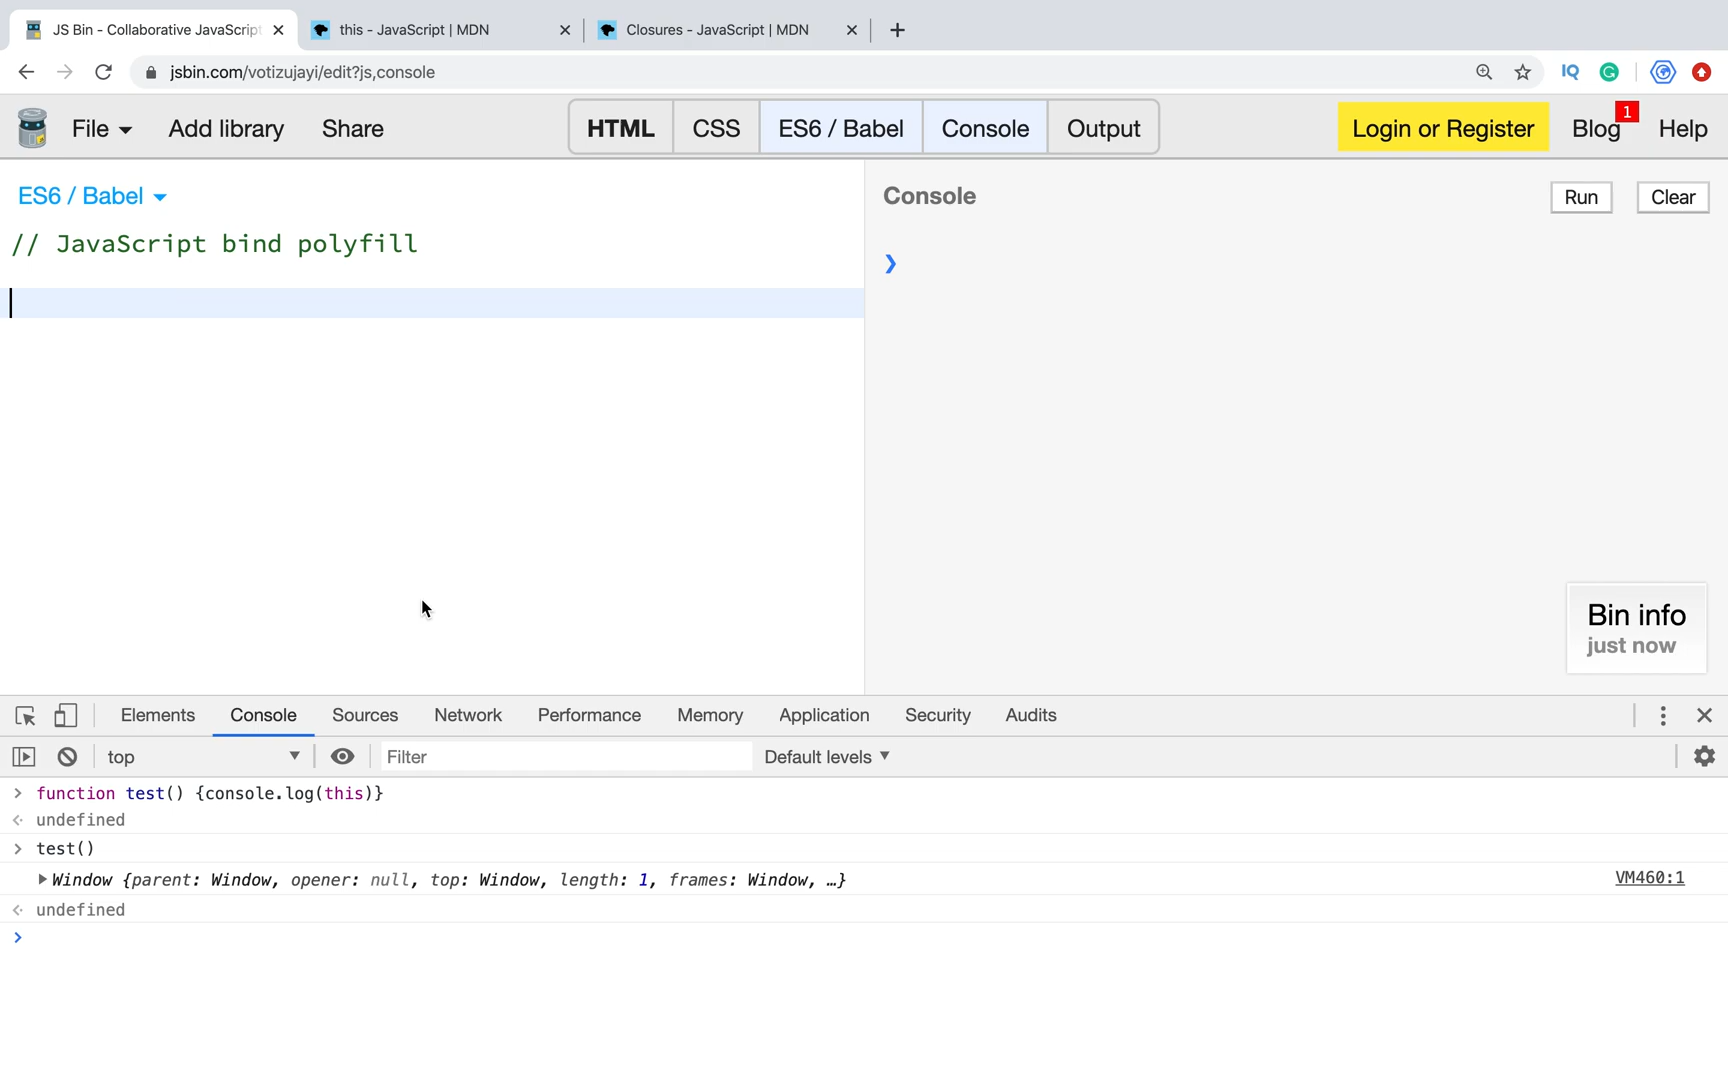 JS Bin - Collaborative JavaScript
this - JavaScript | MDN
Closures - JavaScript | MDN
jsbin.com/votizujayi/edit?js,console
IQ
File
Add library
Share
HTML
CSS
ES6 / Babel
Console
Output
Login or Register
Blog
1
Help
ES6 / Babel
Console
Run
Clear
// JavaScript bind polyfill
Bin info
just now
Elements
Console
Sources
Network
Performance
Memory
Application
Security
Audits
top
Filter
Default levels
function test() {console.log(this)}
undefined
test()
Window {parent: Window, opener: null, top: Window, length: 1, frames: Window, …}
VM460:1
undefined